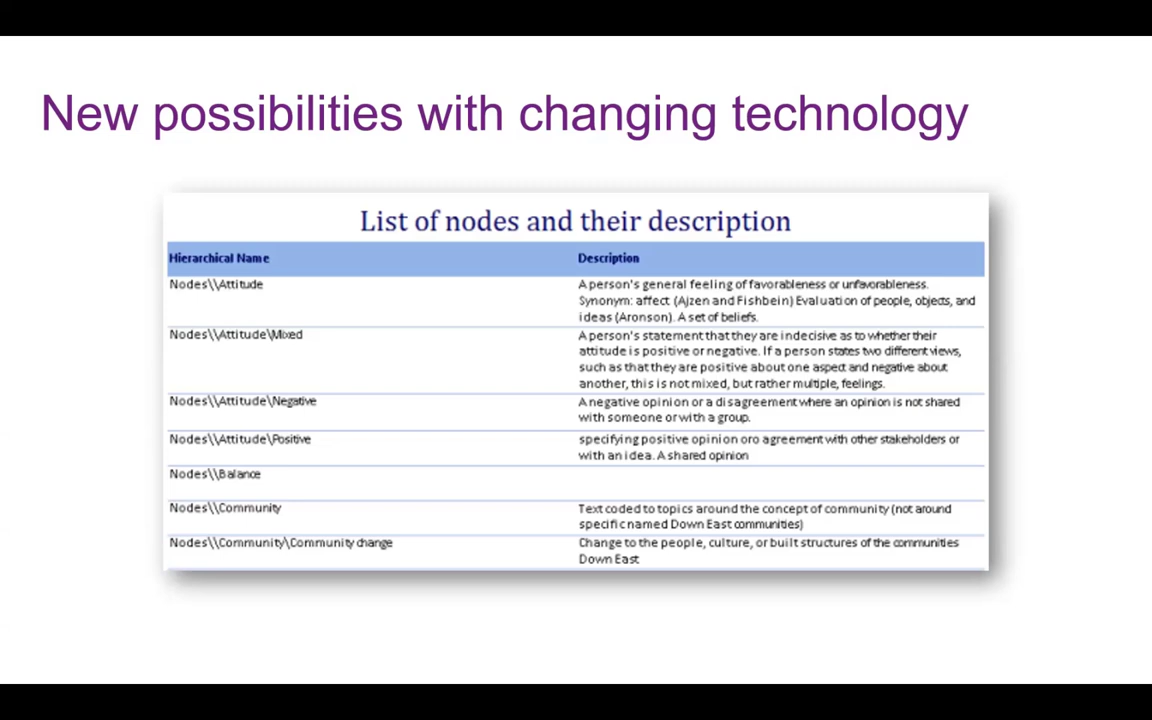 New possibilities with changing technology
List of nodes and their description
Hierarchical Name
Description
Nodes\\Attitude
A person's general feeling of favorableness or unfavorableness.
Synonym: affect (Ajzen and Fishbein) Evaluation of people, objects, and
ideas (Aronson). A set of beliefs.
Nodes\\Attitude\Mixed
A person's statement that they are indecisive as to whether their
attitude is positive or negative. If a person states two different views,
such as that they are positive about one aspect and negative about
another, this is not mixed, but rather multiple, feelings.
Nodes\\Attitude\Negative
A negative opinion or a disagreement where an opinion is not shared
with someone or with a group.
Nodes\\Attitude\Positive
specifying positive opinion oro agreement with other stakeholders or
with an idea. A shared opinion
Nodes\\Balance
Nodes\\Community
Text coded to topics around the concept of community (not around
specific named Down East communities)
Nodes\\Community\Community change
Change to the people, culture, or built structures of the communities
Down East